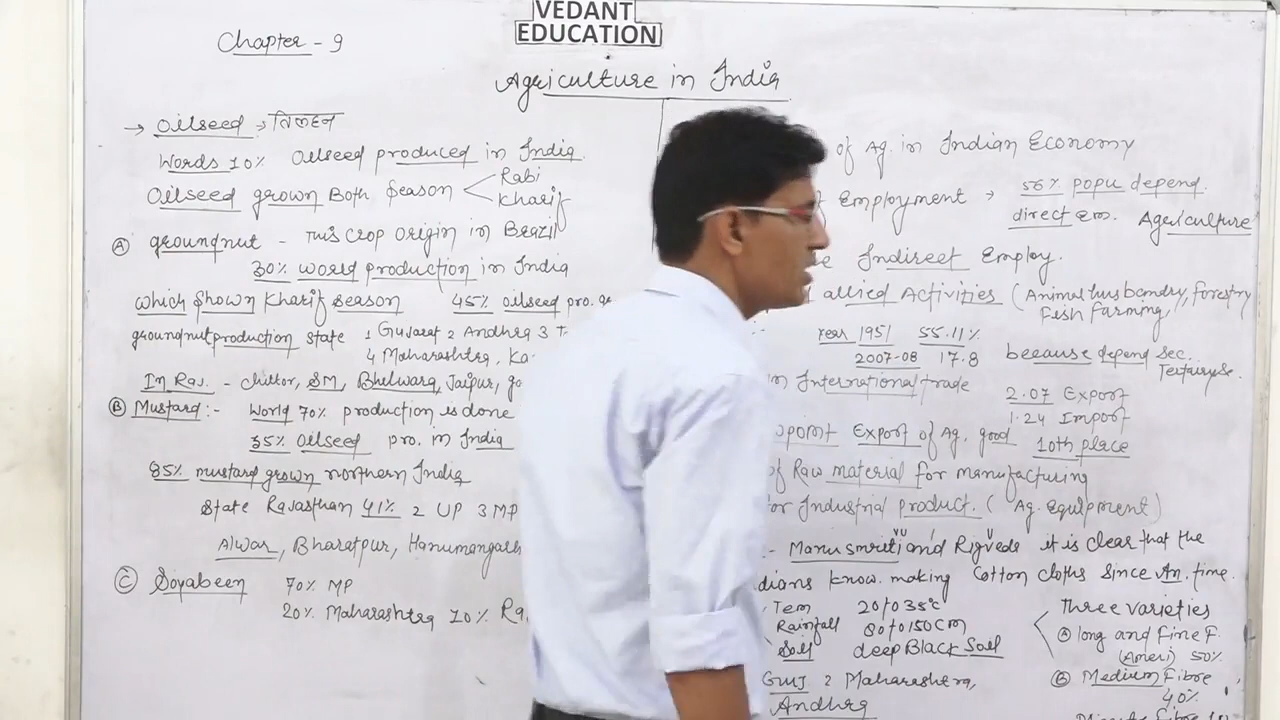 VEDANT
EDUCATION
Chapter - 9
Agriculture in India
→ Oilseed → तिलहन
Words 10% Oilseed produced in India
Oilseed grown Both Season < Rabi
Kharif
(A) groundnut - This crop origin in Brazil
30% world production in India
which shown Kharif season 45% oilseed pro.
groundnut production state 1 Gujarat 2 Andhra 3
4 Maharashtra,
In Raj. - chittor, SM, Bhelwara, Jaipur,
(B) Mustard :- World 70% production is done
35% Oilseed pro. in India
85% mustard grown northern India
State Rajasthan 41% 2 UP 3 MP
Alwar, Bharatpur, Hanumangarh
(C) Soyabeen 70% MP
20% Maharashtra 10%
of Ag. in Indian Economy
Employment → 56% popu depend.
direct em. Agriculture
Indireet Employ.
allied Activities (Animal husbandry, forestry
Fish farming,
Year 1951 55.11%
2007-08 17.8 because depend Sec.
in International trade
2.07 Export
1.24 Import
Export of Ag. good 10th place
of Raw material for manufacturing
for Industrial product. (Ag. Equipment)
:- Manusmriti and Rigveda it is clear that the
know. making Cotton cloths since An. time.
Tem 20 to 35°c
Rainfall 80 to 150 cm
Soil deep Black Soil
Three varieties
(A) long and fine F.
(Ameri) 50%
Guj 2 Maharashtra,
Andhra
(B) Medium Fibre
40%